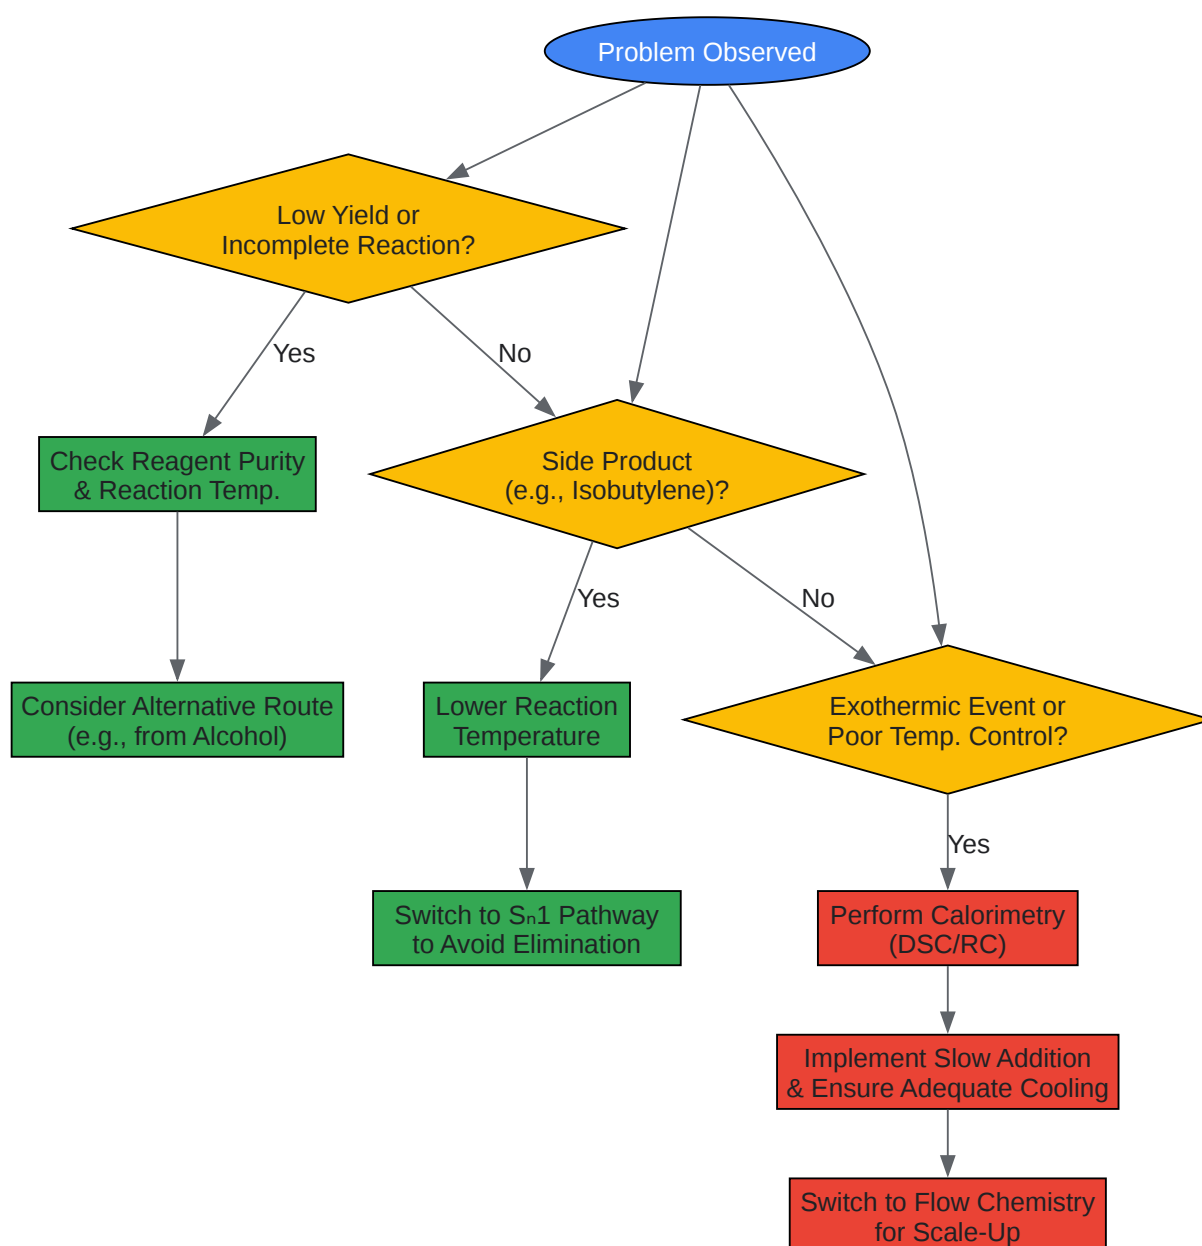 Problem Observed
Low Yield or
Incomplete Reaction?
Yes
No
Check Reagent Purity
& Reaction Temp.
Side Product
(e.g., Isobutylene)?
Yes
No
Consider Alternative Route
(e.g., from Alcohol)
Lower Reaction
Temperature
Exothermic Event or
Poor Temp. Control?
Yes
Switch to Sₙ1 Pathway
to Avoid Elimination
Perform Calorimetry
(DSC/RC)
Implement Slow Addition
& Ensure Adequate Cooling
Switch to Flow Chemistry
for Scale-Up